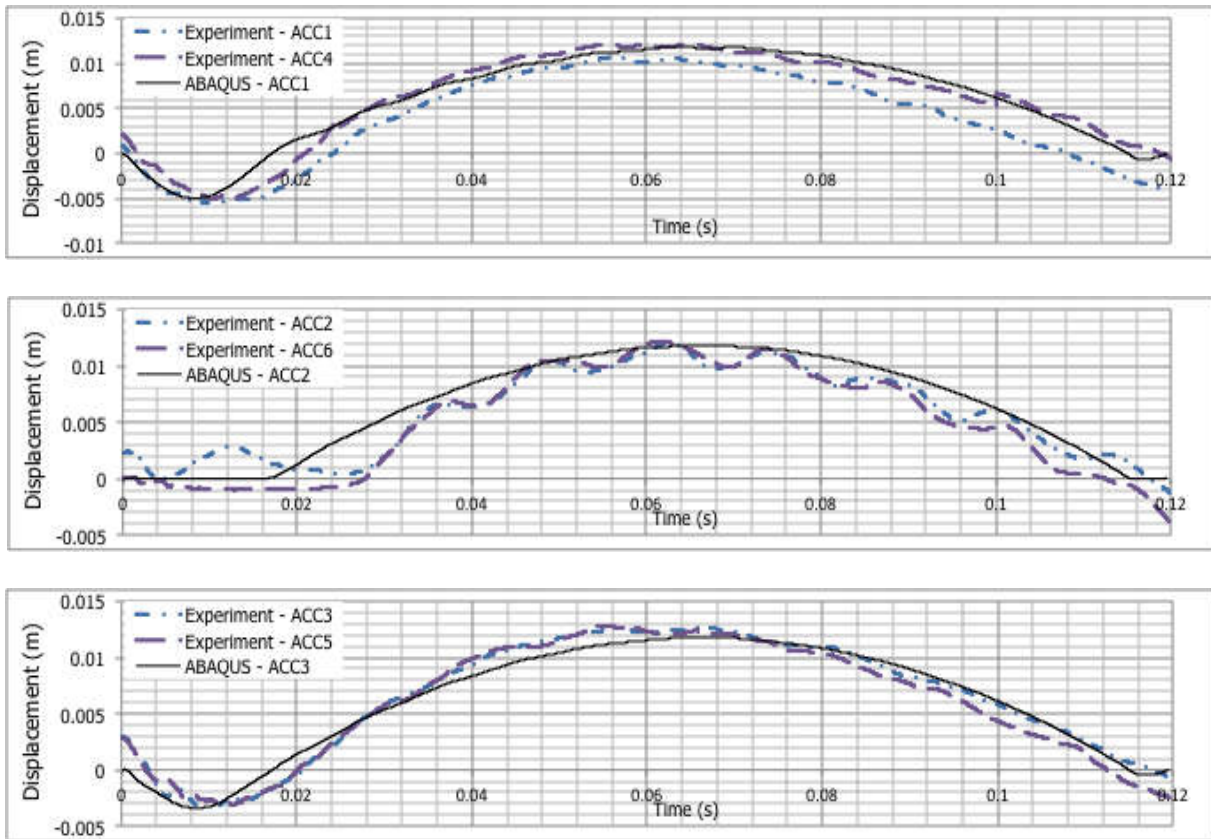 0.015
Experiment - ACC1
0.01
Experiment - ACC4
ABAQUS - ACC1
0.005
0
0
0.02
0.04
0.06
0.08
0.1
0.12
-0.005
-0.01
Displacement (m)
Time (s)
0.015
Experiment - ACC2
0.01
Experiment - ACC6
ABAQUS - ACC2
0.005
0
0
0.02
0.04
0.06
0.08
0.1
0.12
-0.005
Displacement (m)
Time (s)
0.015
Experiment - ACC3
0.01
Experiment - ACC5
ABAQUS - ACC3
0.005
0
0
0.02
0.04
0.06
0.08
0.1
0.12
-0.005
Displacement (m)
Time (s)